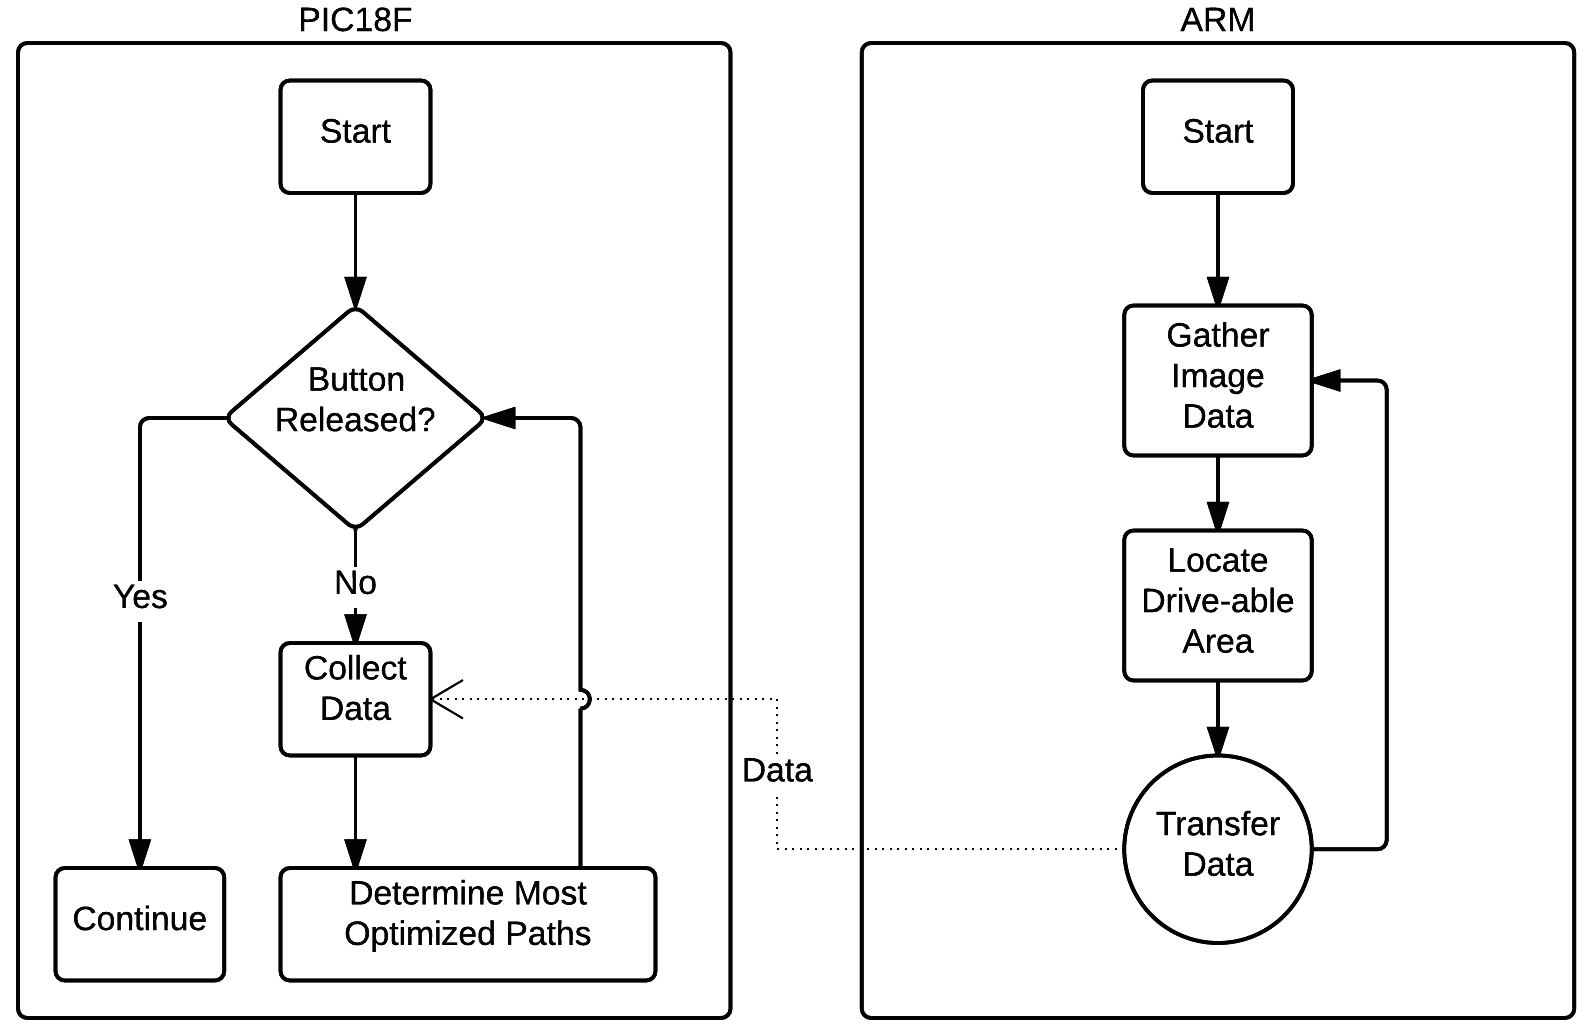 PIC18F
Start
Button
Released?
Yes
No
Collect
Data
Continue
Determine Most
Optimized Paths
Data
ARM
Start
Gather
Image
Data
Locate
Drive-able
Area
Transfer
Data